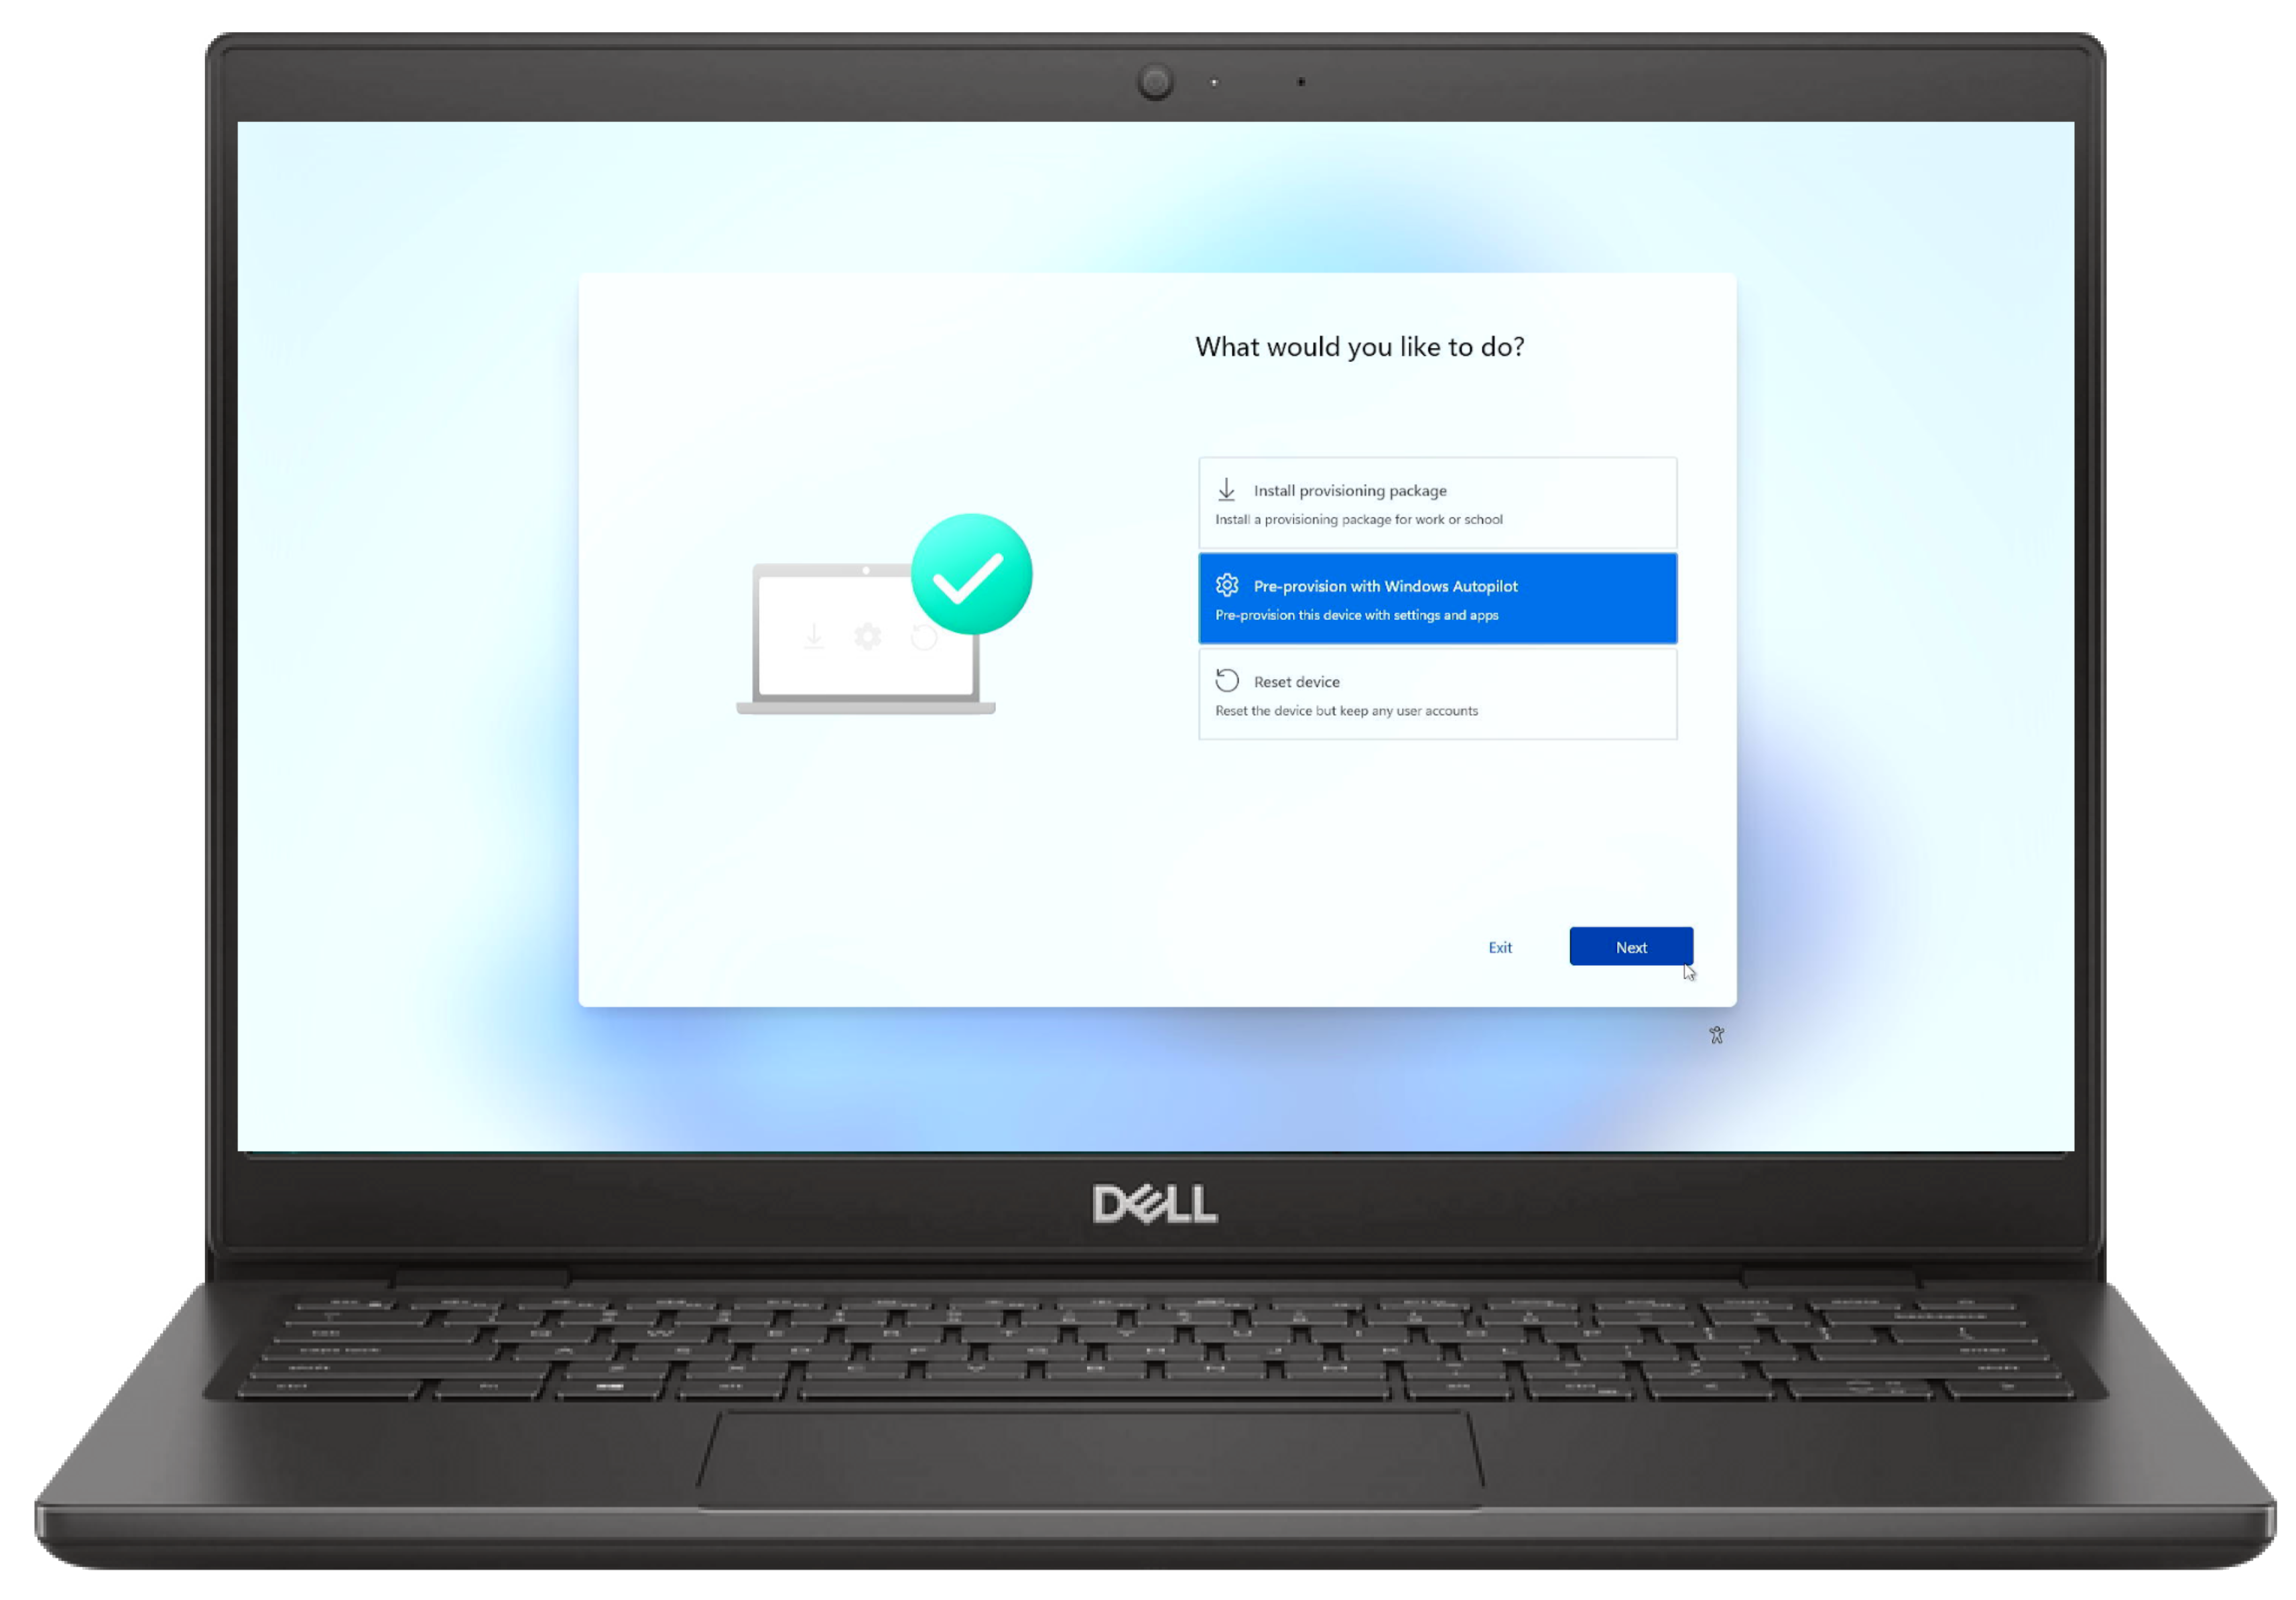 What would you like to do?
Install provisioning package
Install a provisioning package for work or school
Pre-provision with Windows Autopilot
Pre-provision this device with settings and apps
Reset device
Reset the device but keep any user accounts
Exit
Next
DELL